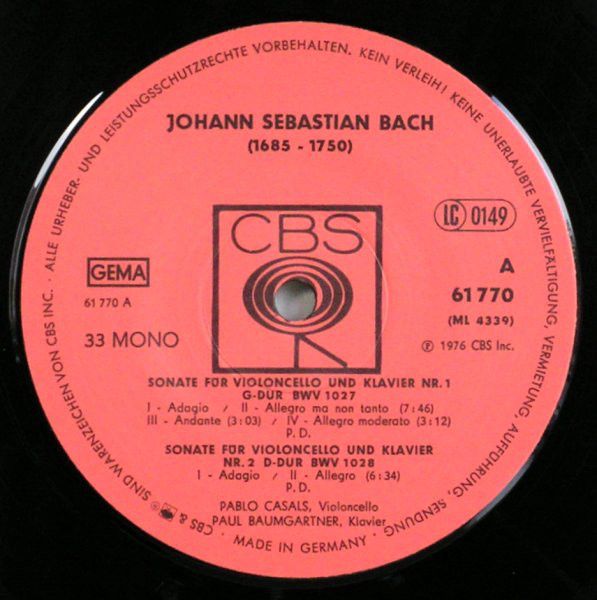 · ALLE URHEBER- UND LEISTUNGSSCHUTZRECHTE VORBEHALTEN. KEIN VERLEIH! KEINE UNERLAUBTE VERVIELFÄLTIGUNG, VERMIETUNG, AUFFÜHRUNG, SENDUNG · MADE IN GERMANY · CBS & SIND WARENZEICHEN VON CBS INC.
JOHANN SEBASTIAN BACH
(1685 - 1750)
CBS
LC 0149
GEMA
61 770 A
33 MONO
A
61 770
(ML 4339)
℗ 1976 CBS Inc.
SONATE FÜR VIOLONCELLO UND KLAVIER NR. 1
G-DUR BWV 1027
I - Adagio / II - Allegro ma non tanto (7:46)
III - Andante (3:03) / IV - Allegro moderato (3:12)
P. D.
SONATE FÜR VIOLONCELLO UND KLAVIER
NR. 2 D-DUR BWV 1028
I - Adagio / II - Allegro (6:34)
P. D.
PABLO CASALS, Violoncello
PAUL BAUMGARTNER, Klavier